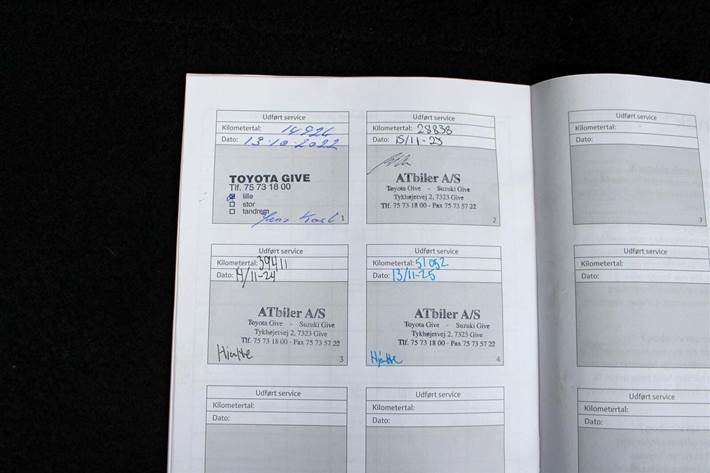 Udført service
Kilometertal: 14924
Dato: 13-10-2022
TOYOTA GIVE
Tlf. 75 73 18 00
lille
stor
tandrem
1
Udført service
Kilometertal: 28838
Dato: 15/11-23
ATbiler A/S
Toyota Give - Suzuki Give
Tykhøjetvej 2, 7323 Give
Tlf. 75 73 18 00 - Fax 75 73 57 22
2
Udført service
Kilometertal:
Dato:
Udført service
Kilometertal: 39411
Dato: /11-24
ATbiler A/S
Toyota Give - Suzuki Give
Tykhøjetvej 2, 7323 Give
Tlf. 75 73 18 00 - Fax 75 73 57 22
3
Udført service
Kilometertal: 51052
Dato: 13/11-25
ATbiler A/S
Toyota Give - Suzuki Give
Tykhøjetvej 2, 7323 Give
Tlf. 75 73 18 00 - Fax 75 73 57 22
4
Udført service
Kilometertal:
Dato:
Udført service
Kilometertal:
Dato:
Udført service
Kilometertal:
Dato:
Udført service
Kilometertal:
Dato: